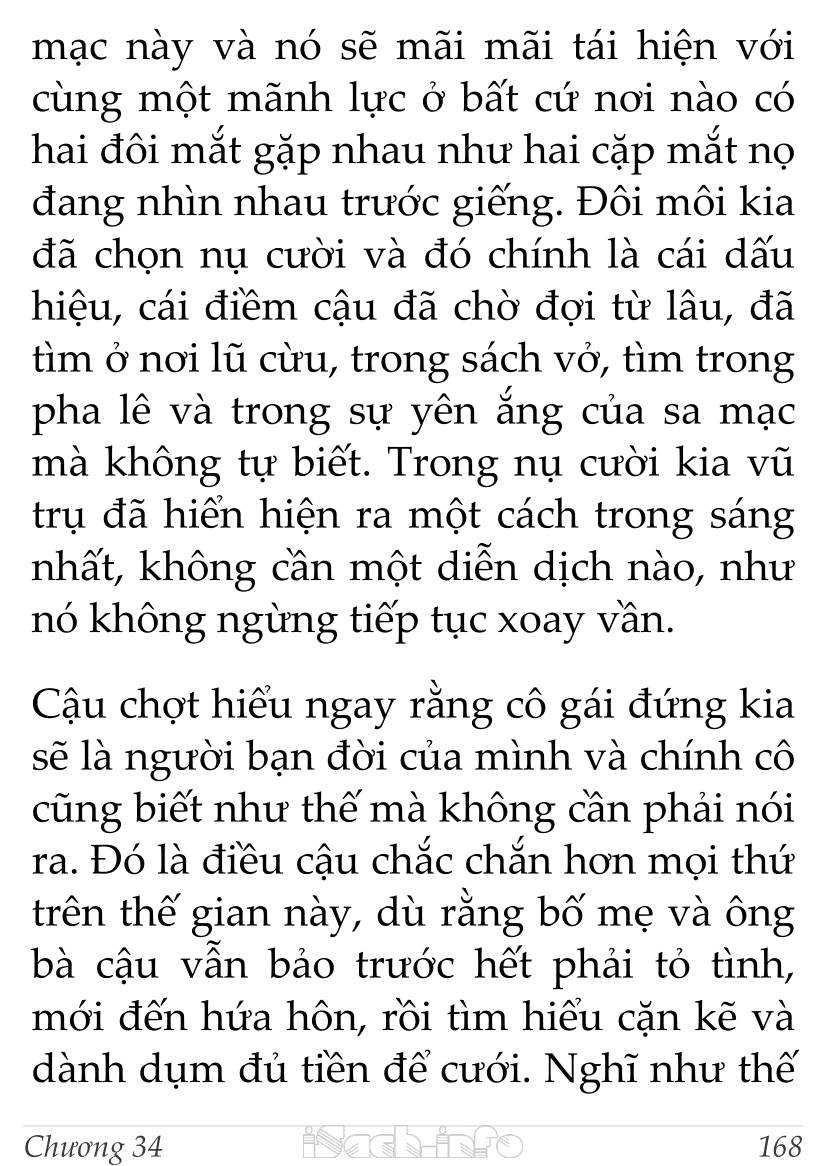 mạc này và nó sẽ mãi mãi tái hiện với
cùng một mãnh lực ở bất cứ nơi nào có
hai đôi mắt gặp nhau như hai cặp mắt nọ
đang nhìn nhau trước giếng. Đôi môi kia
đã chọn nụ cười và đó chính là cái dấu
hiệu, cái điềm cậu đã chờ đợi từ lâu, đã
tìm ở nơi lũ cừu, trong sách vở, tìm trong
pha lê và trong sự yên ắng của sa mạc
mà không tự biết. Trong nụ cười kia vũ
trụ đã hiển hiện ra một cách trong sáng
nhất, không cần một diễn dịch nào, như
nó không ngừng tiếp tục xoay vần.
Cậu chợt hiểu ngay rằng cô gái đứng kia
sẽ là người bạn đời của mình và chính cô
cũng biết như thế mà không cần phải nói
ra. Đó là điều cậu chắc chắn hơn mọi thứ
trên thế gian này, dù rằng bố mẹ và ông
bà cậu vẫn bảo trước hết phải tỏ tình,
mới đến hứa hôn, rồi tìm hiểu cặn kẽ và
dành dụm đủ tiền để cưới. Nghĩ như thế
Chương 34 iSach.info 168